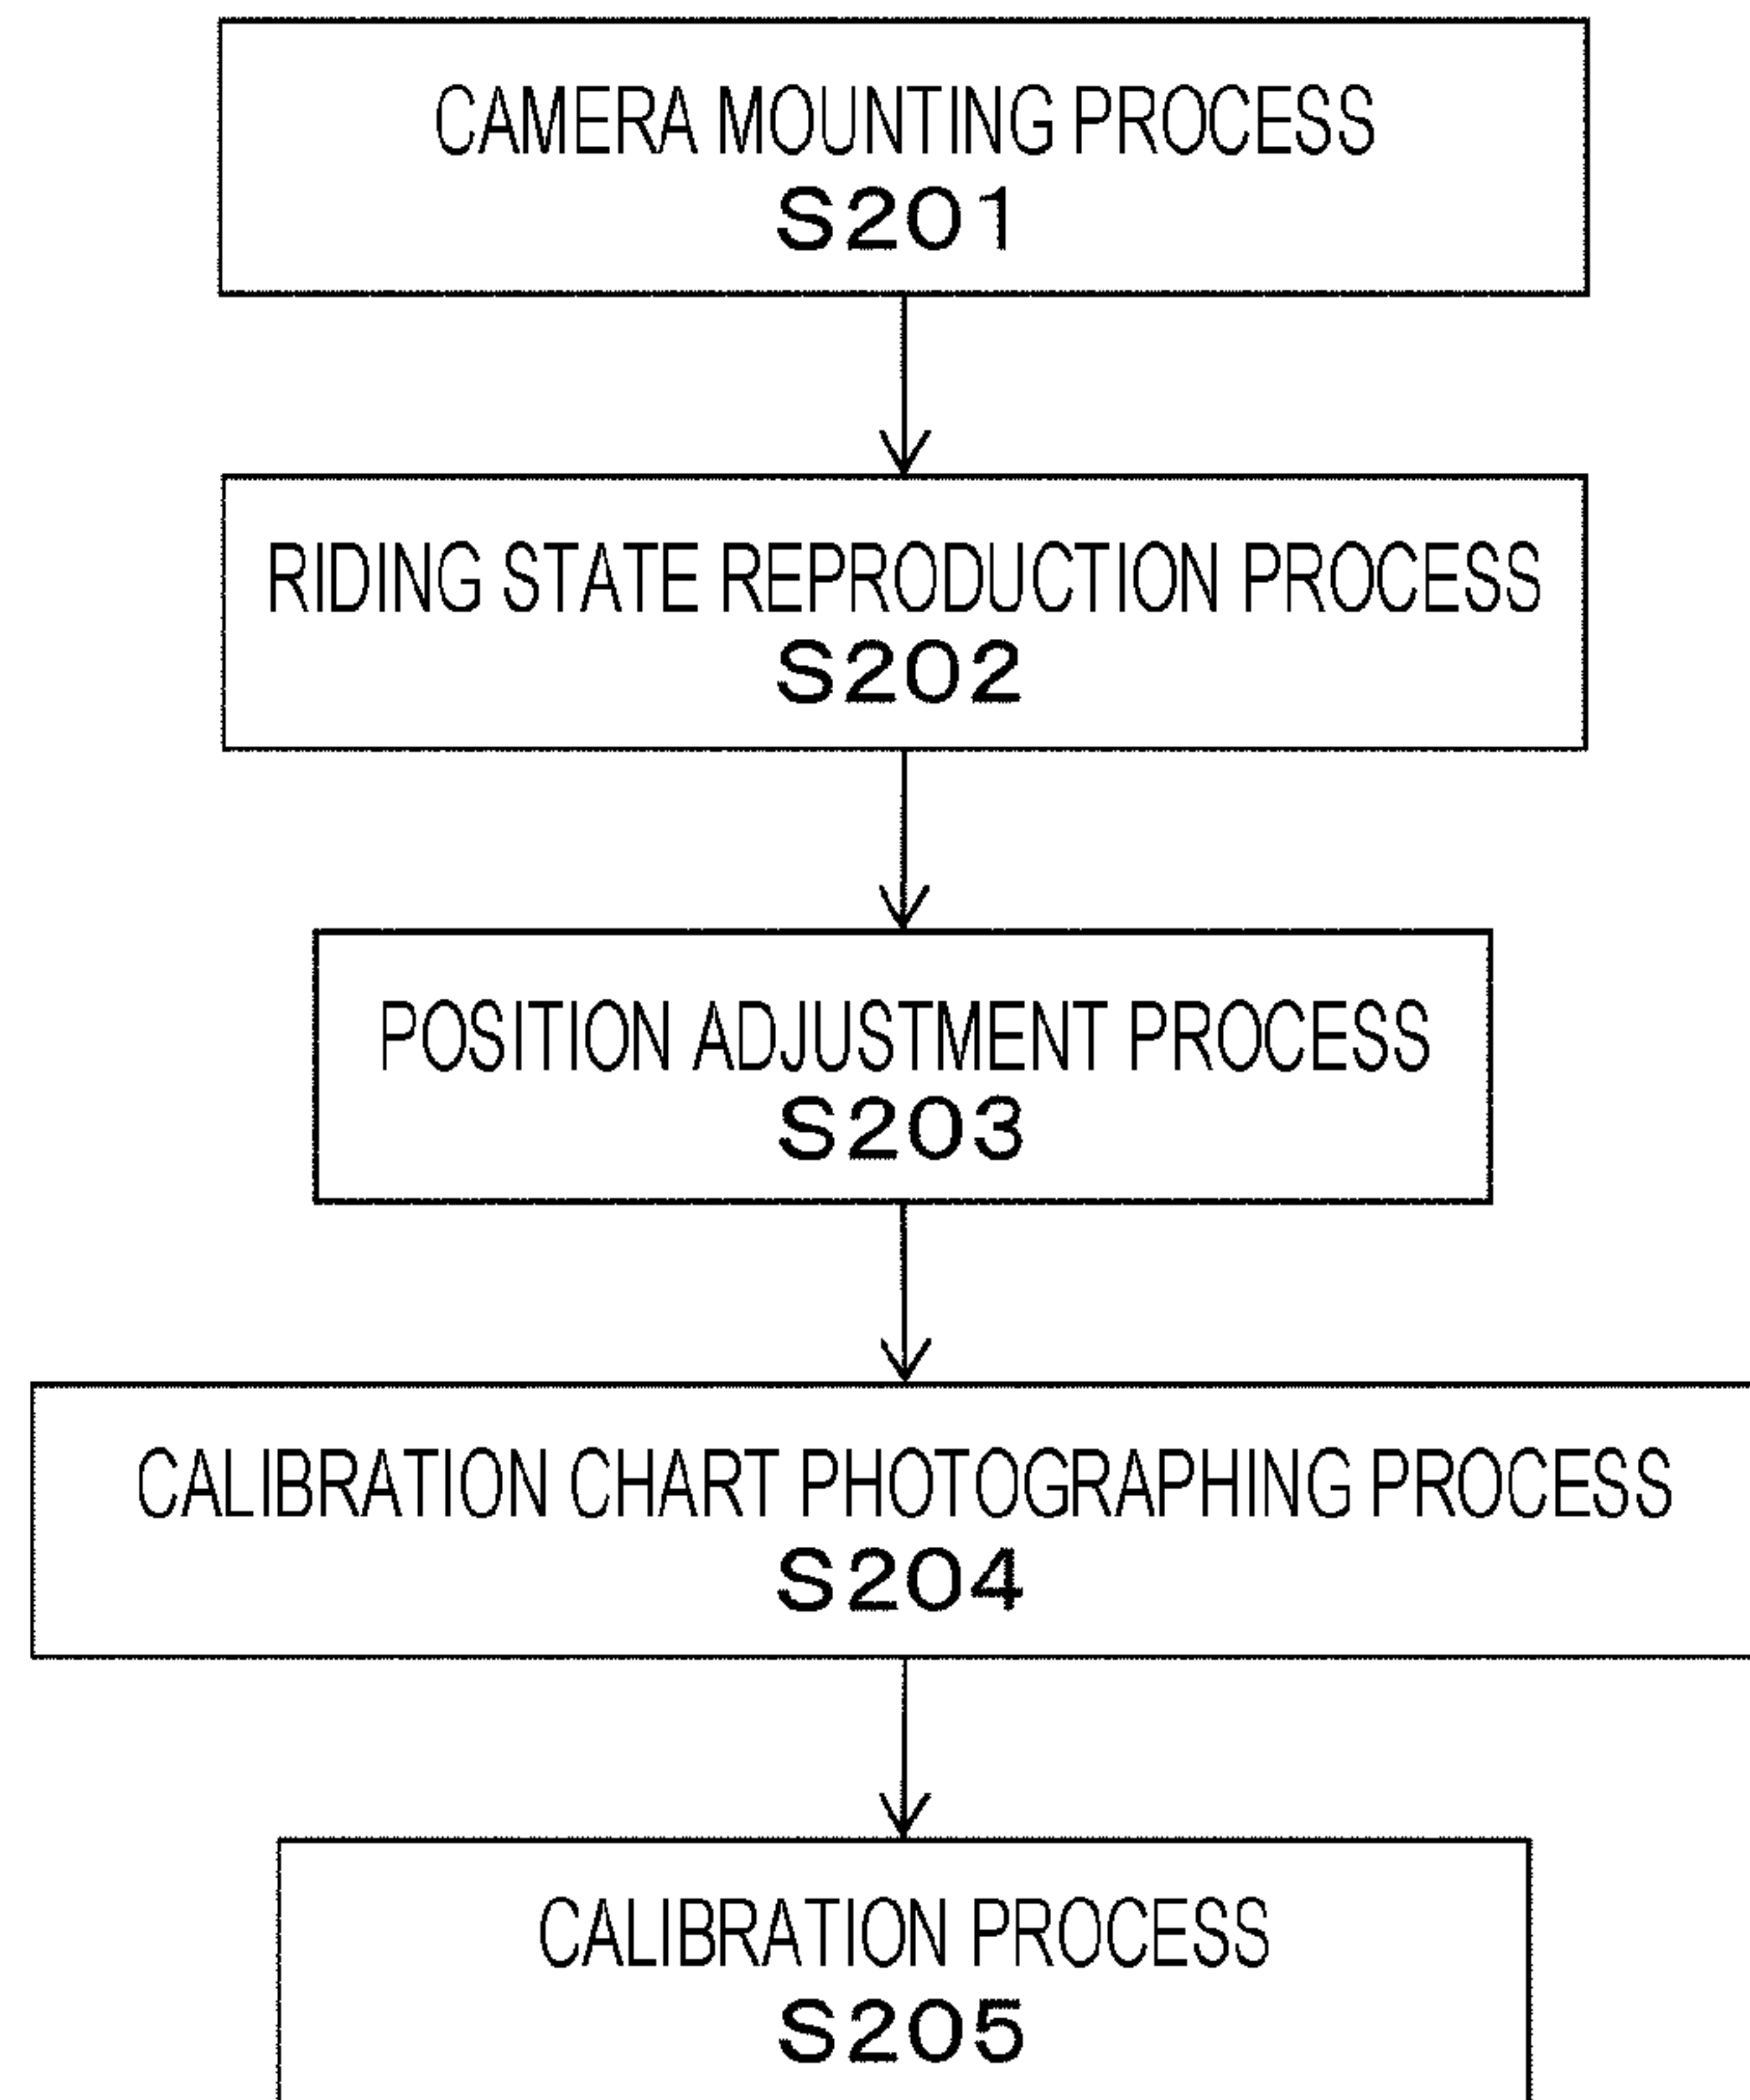 CAMERA MOUNTING PROCESS
S201
RIDING STATE REPRODUCTION PROCESS
S202
POSITION ADJUSTMENT PROCESS
S203
CALIBRATION CHART PHOTOGRAPHING PROCESS
S204
CALIBRATION PROCESS
S205